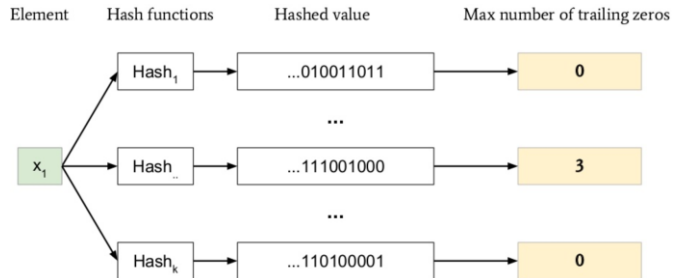 Element Hash functions Hashed value Max number of trailing zeros
Hash1 ...010011011 0
...
x1 Hash.. ...111001000 3
...
Hashk ...110100001 0